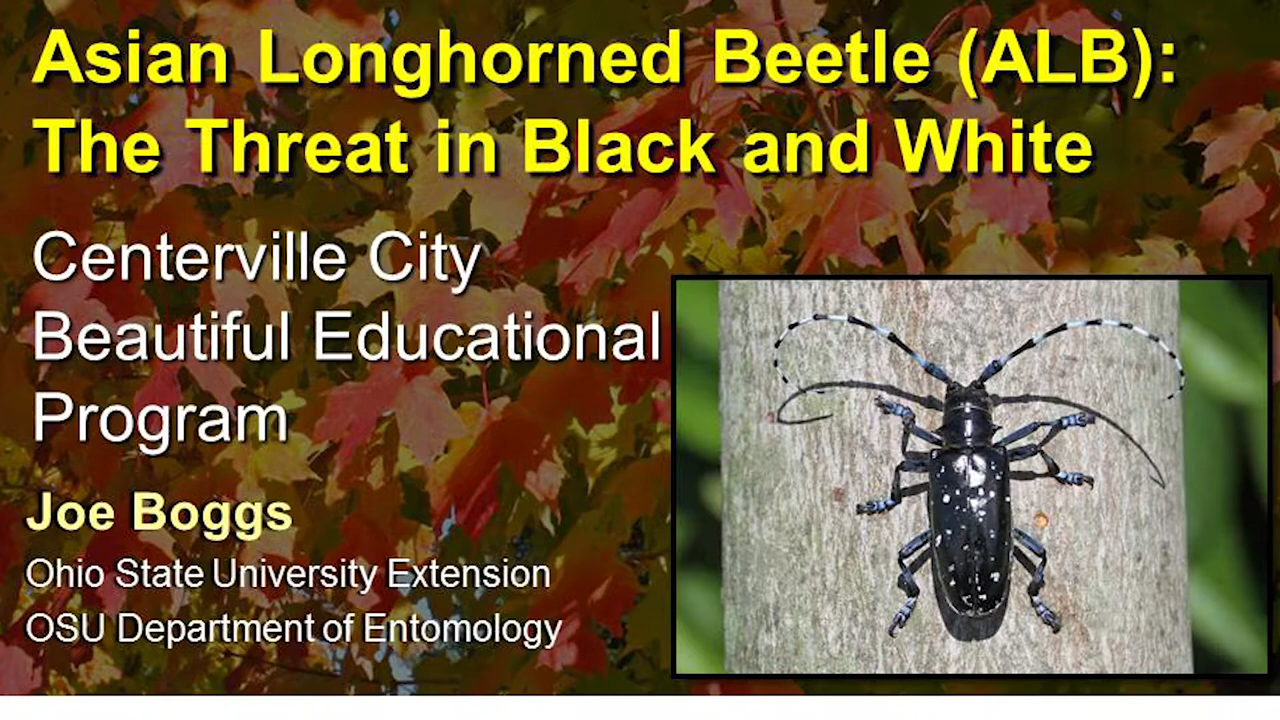 Asian Longhorned Beetle (ALB):
The Threat in Black and White
Centerville City
Beautiful Educational
Program
Joe Boggs
Ohio State University Extension
OSU Department of Entomology